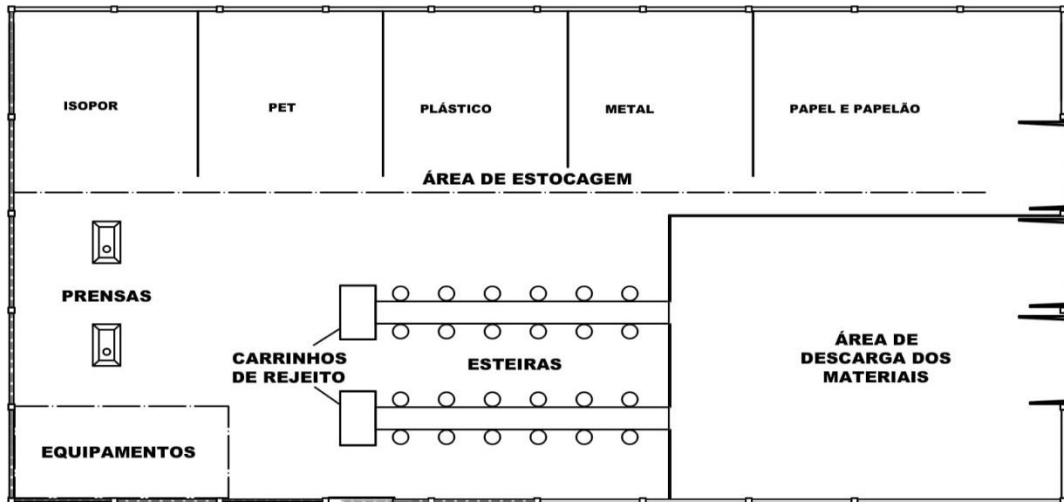 ISOPOR
PET
PLÁSTICO
METAL
PAPEL E PAPELÃO
ÁREA DE ESTOCAGEM
PRENSAS
CARRINHOS
DE REJEITO
ESTEIRAS
ÁREA DE
DESCARGA DOS
MATERIAIS
EQUIPAMENTOS